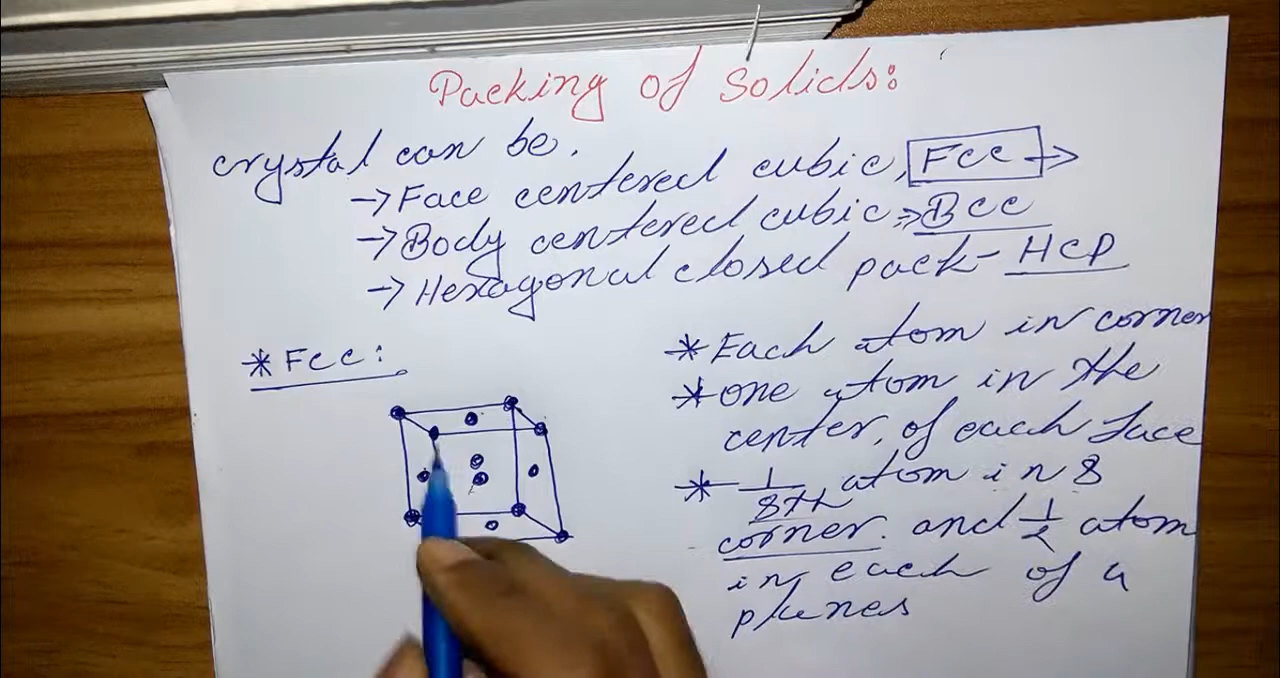 Packing of Solids:
crystal can be.
→ Face centered cubic, Fcc →
→ Body centered cubic ⇒ Bcc
→ Hexagonal closed pack - HCP
* Fcc:
* Each atom in corner
* one atom in the
center, of each face
* 1/8th atom in 8
corner. and 1/2 atom
in each of 4
planes